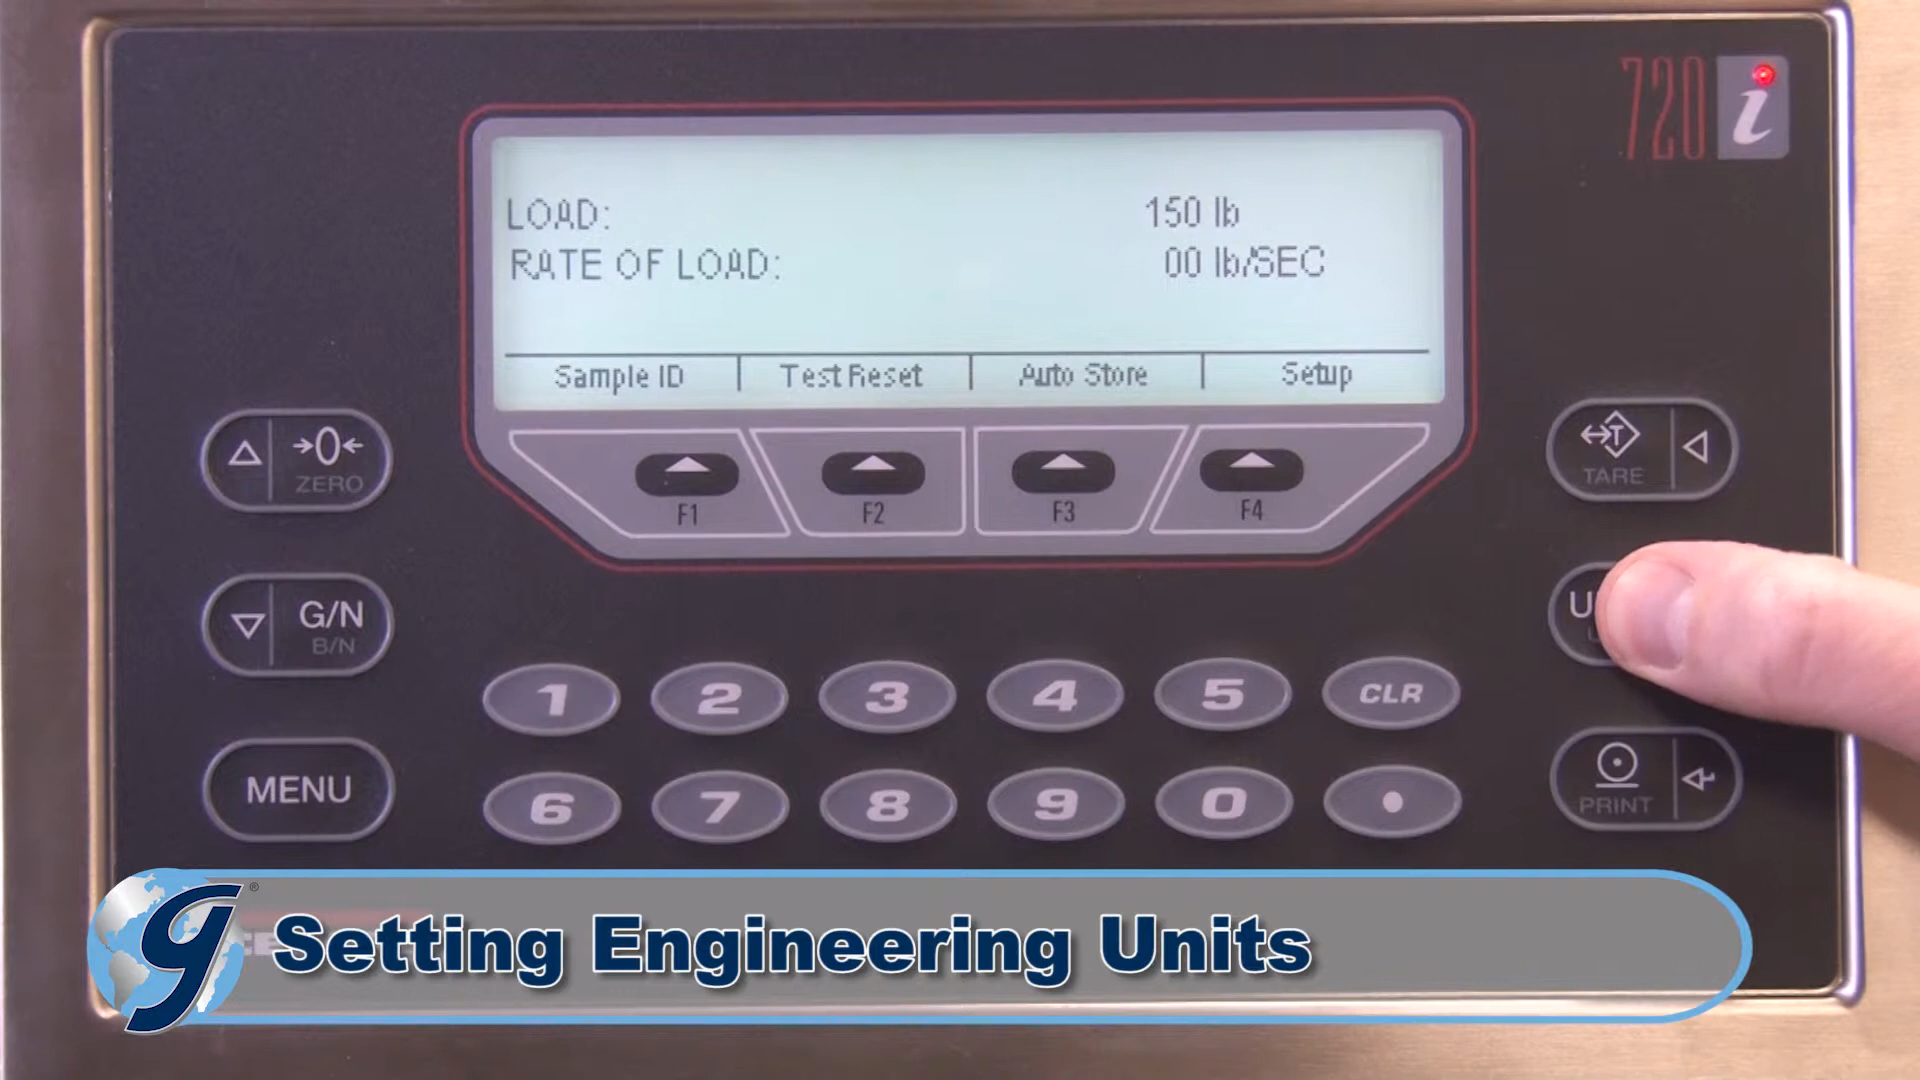 720i
LOAD: 150 lb
RATE OF LOAD: 00 lb/SEC
Sample ID Test Reset Auto Store Setup
F1 F2 F3 F4
→0← ZERO
T TARE
G/N
B/N
1 2 3 4 5 CLR
MENU
6 7 8 9 0 .
PRINT
g® Setting Engineering Units